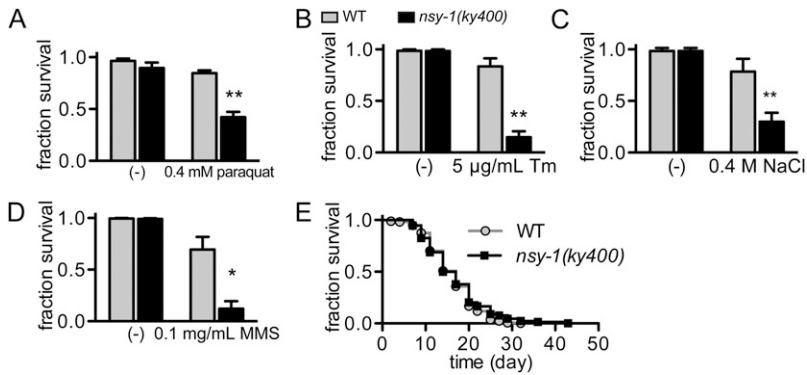 A
fraction survival
1.0
0.5
0.0
**
(-) 0.4 mM paraquat
B
WT nsy-1(ky400)
fraction survival
1.0
0.5
0.0
**
(-) 5 µg/mL Tm
C
fraction survival
1.0
0.5
0.0
**
(-) 0.4 M NaCl
D
fraction survival
1.0
0.5
0.0
*
(-) 0.1 mg/mL MMS
E
fraction survival
1.0
0.5
0.0
WT
nsy-1(ky400)
0 10 20 30 40 50
time (day)